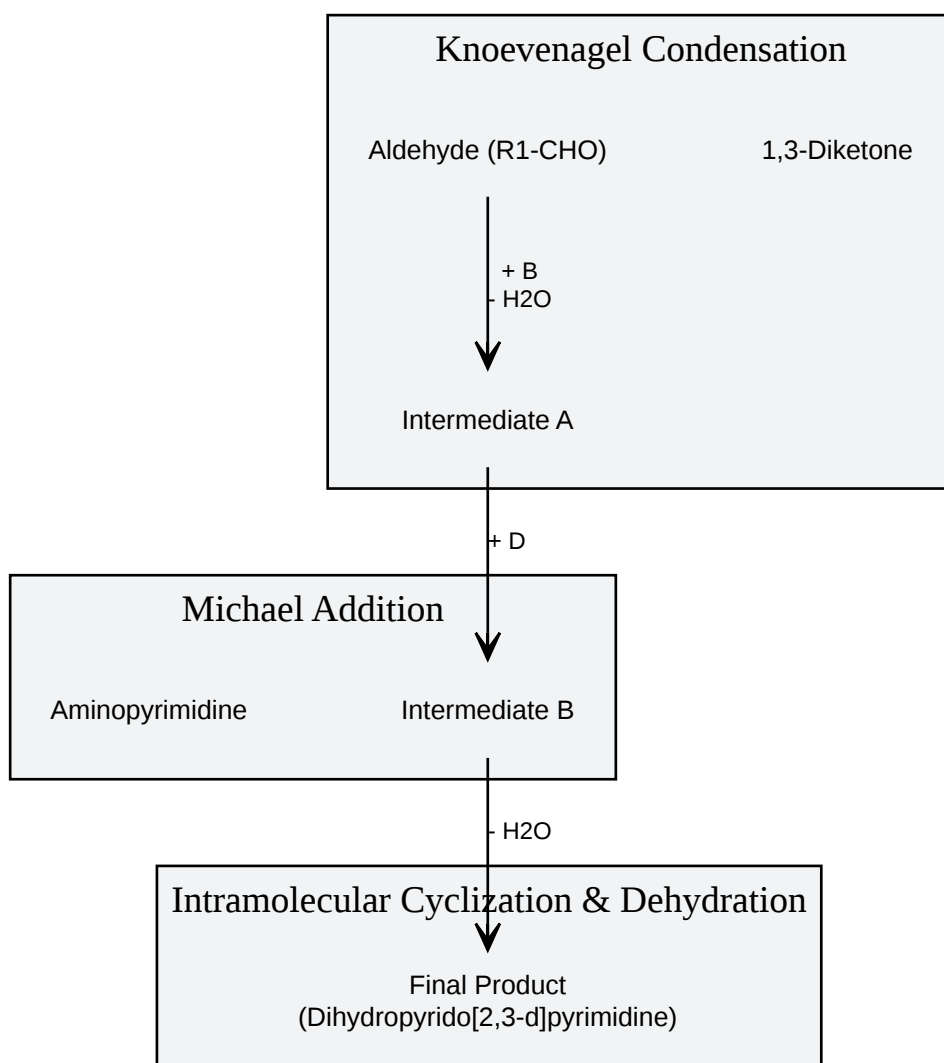 Knoevenagel Condensation
Aldehyde (R1-CHO)
1,3-Diketone
+ B
- H2O
Intermediate A
+ D
Michael Addition
Aminopyrimidine
Intermediate B
- H2O
Intramolecular Cyclization & Dehydration
Final Product
(Dihydropyrido[2,3-d]pyrimidine)